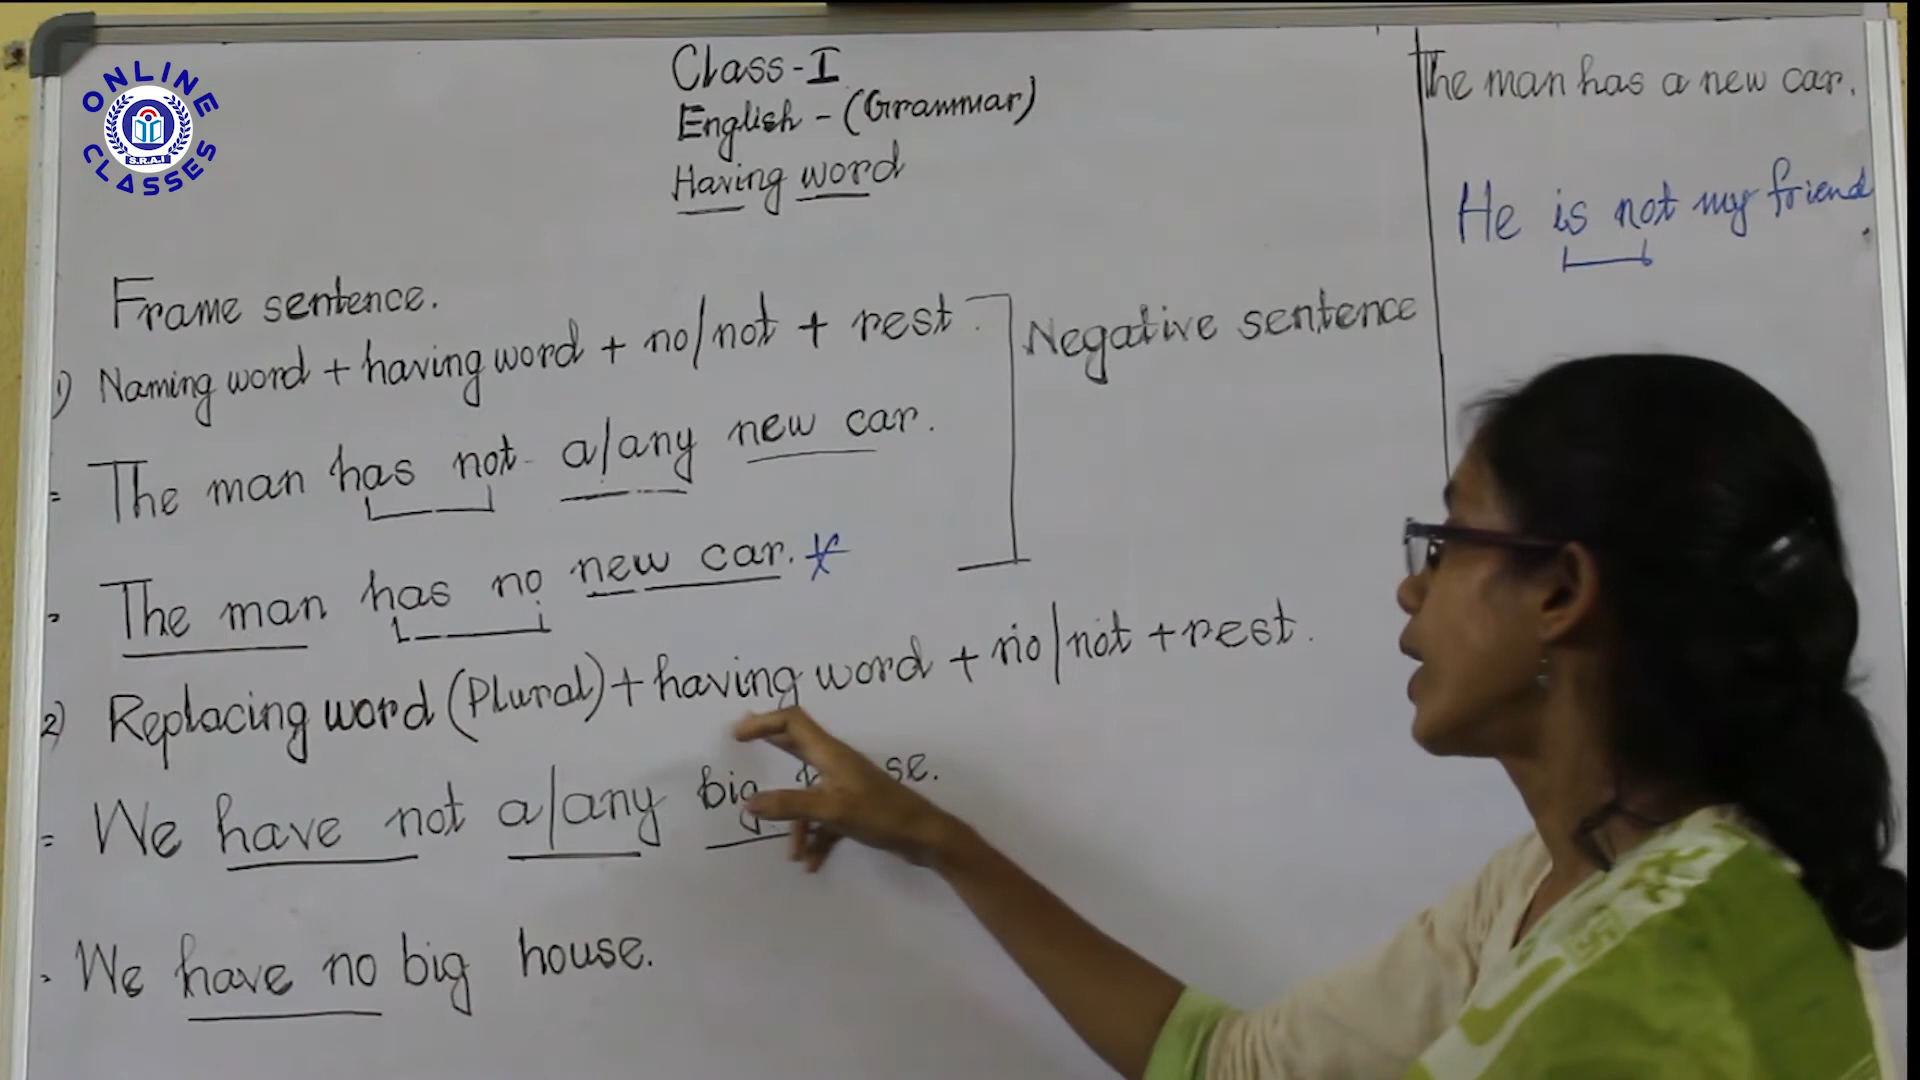 ONLINE CLASSES
S.R.A.I
Class-I
English - (Grammar)
Having word
Frame sentence.
1) Naming word + having word + no/not + rest.
= The man has not a/any new car.
= The man has no new car.
Negative sentence
2) Replacing word (Plural) + having word + no/not + rest.
= We have not a/any big
= We have no big house.
The man has a new car.
He is not my friend.